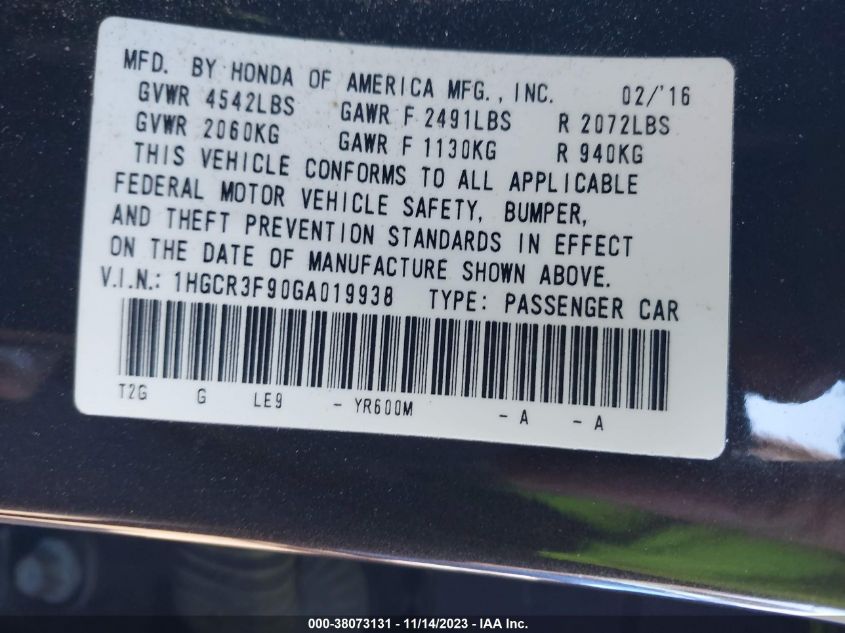 MFD. BY HONDA OF AMERICA MFG., INC. 02/'16
GVWR 4542LBS GAWR F 2491LBS R 2072LBS
GVWR 2060KG GAWR F 1130KG R 940KG
THIS VEHICLE CONFORMS TO ALL APPLICABLE
FEDERAL MOTOR VEHICLE SAFETY, BUMPER,
AND THEFT PREVENTION STANDARDS IN EFFECT
ON THE DATE OF MANUFACTURE SHOWN ABOVE.
V.I.N.: 1HGCR3F90GA019938 TYPE: PASSENGER CAR
T2G G LE9 - YR600M - A - A
000-38073131 - 11/14/2023 - IAA Inc.